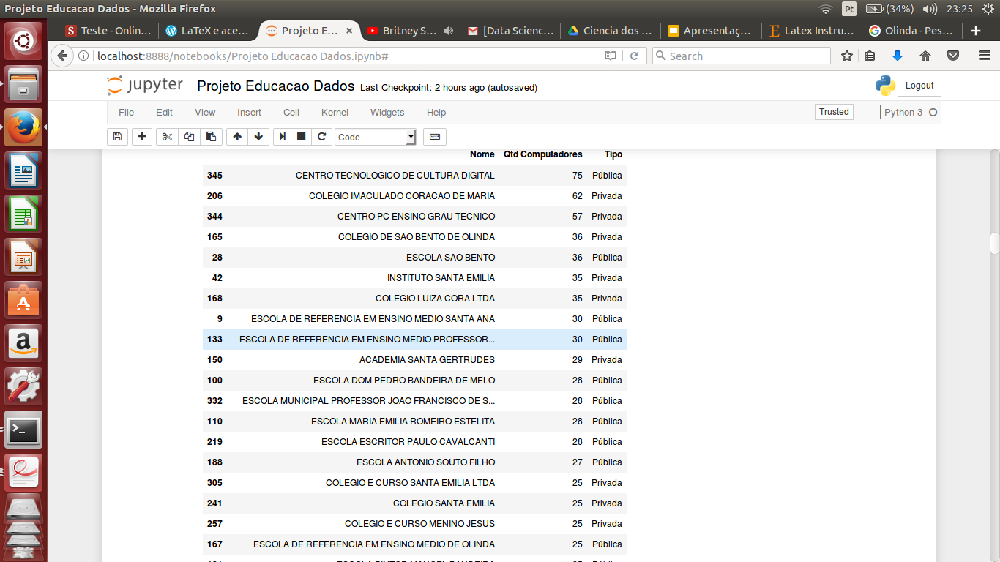 Projeto Educacao Dados - Mozilla Firefox
Pt (34%) 23:25
Teste - Onlin... LaTeX e ace... Projeto E... Britney S... [Data Scienc... Ciencia dos ... Apresentaç... Latex Instru... Olinda - Pes...
localhost:8888/notebooks/Projeto Educacao Dados.ipynb# Search
jupyter Projeto Educacao Dados Last Checkpoint: 2 hours ago (autosaved) Logout
File Edit View Insert Cell Kernel Widgets Help Trusted Python 3
Code
Nome Qtd Computadores Tipo
345 CENTRO TECNOLOGICO DE CULTURA DIGITAL 75 Pública
206 COLEGIO IMACULADO CORACAO DE MARIA 62 Privada
344 CENTRO PC ENSINO GRAU TECNICO 57 Privada
165 COLEGIO DE SAO BENTO DE OLINDA 36 Privada
28 ESCOLA SAO BENTO 36 Pública
42 INSTITUTO SANTA EMILIA 35 Privada
168 COLEGIO LUIZA CORA LTDA 35 Privada
9 ESCOLA DE REFERENCIA EM ENSINO MEDIO SANTA ANA 30 Pública
133 ESCOLA DE REFERENCIA EM ENSINO MEDIO PROFESSOR... 30 Pública
150 ACADEMIA SANTA GERTRUDES 29 Privada
100 ESCOLA DOM PEDRO BANDEIRA DE MELO 28 Pública
332 ESCOLA MUNICIPAL PROFESSOR JOAO FRANCISCO DE S... 28 Pública
110 ESCOLA MARIA EMILIA ROMEIRO ESTELITA 28 Pública
219 ESCOLA ESCRITOR PAULO CAVALCANTI 28 Pública
188 ESCOLA ANTONIO SOUTO FILHO 27 Pública
305 COLEGIO E CURSO SANTA EMILIA LTDA 25 Privada
241 COLEGIO SANTA EMILIA 25 Privada
257 COLEGIO E CURSO MENINO JESUS 25 Privada
167 ESCOLA DE REFERENCIA EM ENSINO MEDIO DE OLINDA 25 Pública